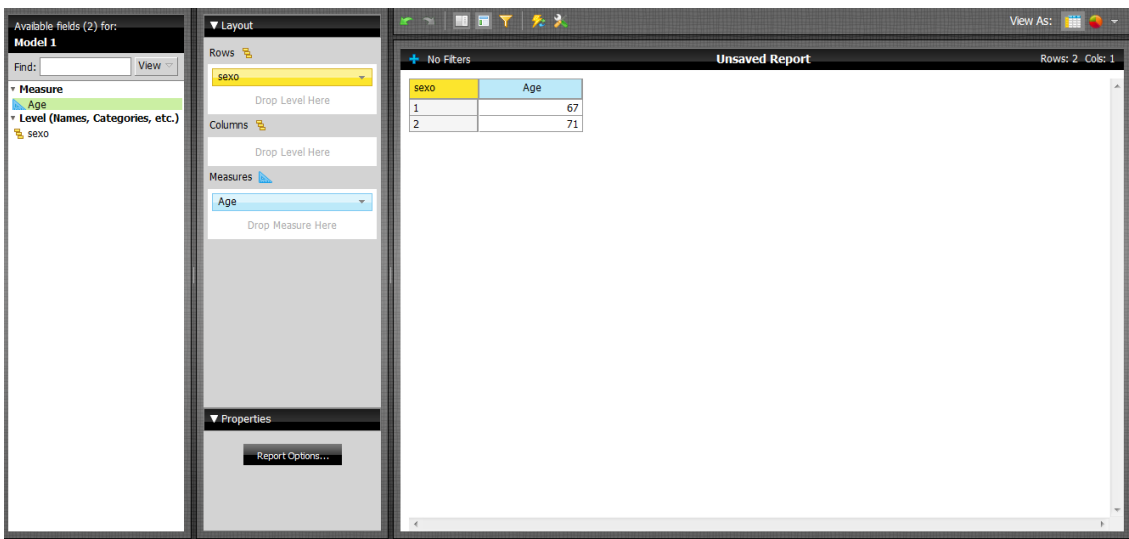 Available fields (2) for:
Model 1
Find:
View
Measure
Age
Level (Names, Categories, etc.)
sexo
Layout
Rows
sexo
Drop Level Here
Columns
Drop Level Here
Measures
Age
Drop Measure Here
Properties
Report Options...
View As:
No Filters Unsaved Report Rows: 2 Cols: 1
sexo Age
1 67
2 71